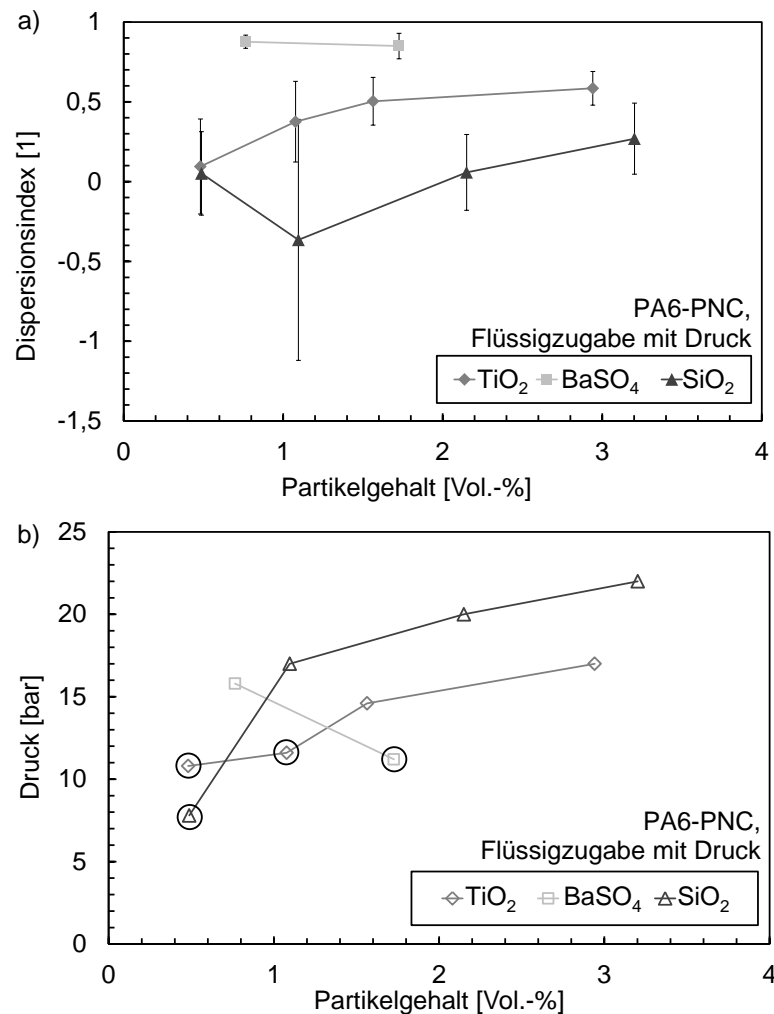 a)
1
0,5
0
-0,5
-1
-1,5
Dispersionsindex [1]
PA6-PNC,
Flüssigzugabe mit Druck
TiO₂ BaSO₄ SiO₂
0 1 2 3 4
Partikelgehalt [Vol.-%]
b)
25
20
15
10
5
0
Druck [bar]
PA6-PNC,
Flüssigzugabe mit Druck
TiO₂ BaSO₄ SiO₂
0 1 2 3 4
Partikelgehalt [Vol.-%]